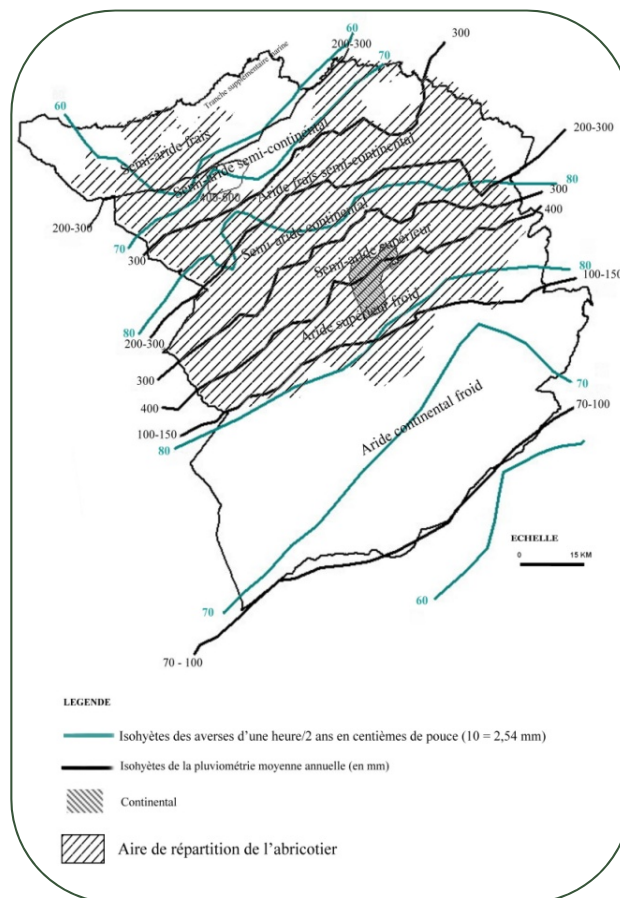 60
200-300
300
70
Tranche supplémentaire marine
60
Semi-aride frais
Semi-aride semi-continental
400-500
Aride frais semi-continental
200-300
80
300
400
200-300
70
300
Semi-aride continental
Semi-aride supérieur
80
100-150
80
200-300
Aride supérieur froid
300
400
100-150
80
70
70-100
Aride continental froid
ECHELLE
0 15 KM
70
60
70 - 100
LEGENDE
Isohyètes des averses d’une heure/2 ans en centièmes de pouce (10 = 2,54 mm)
Isohyètes de la pluviométrie moyenne annuelle (en mm)
Continental
Aire de répartition de l’abricotier